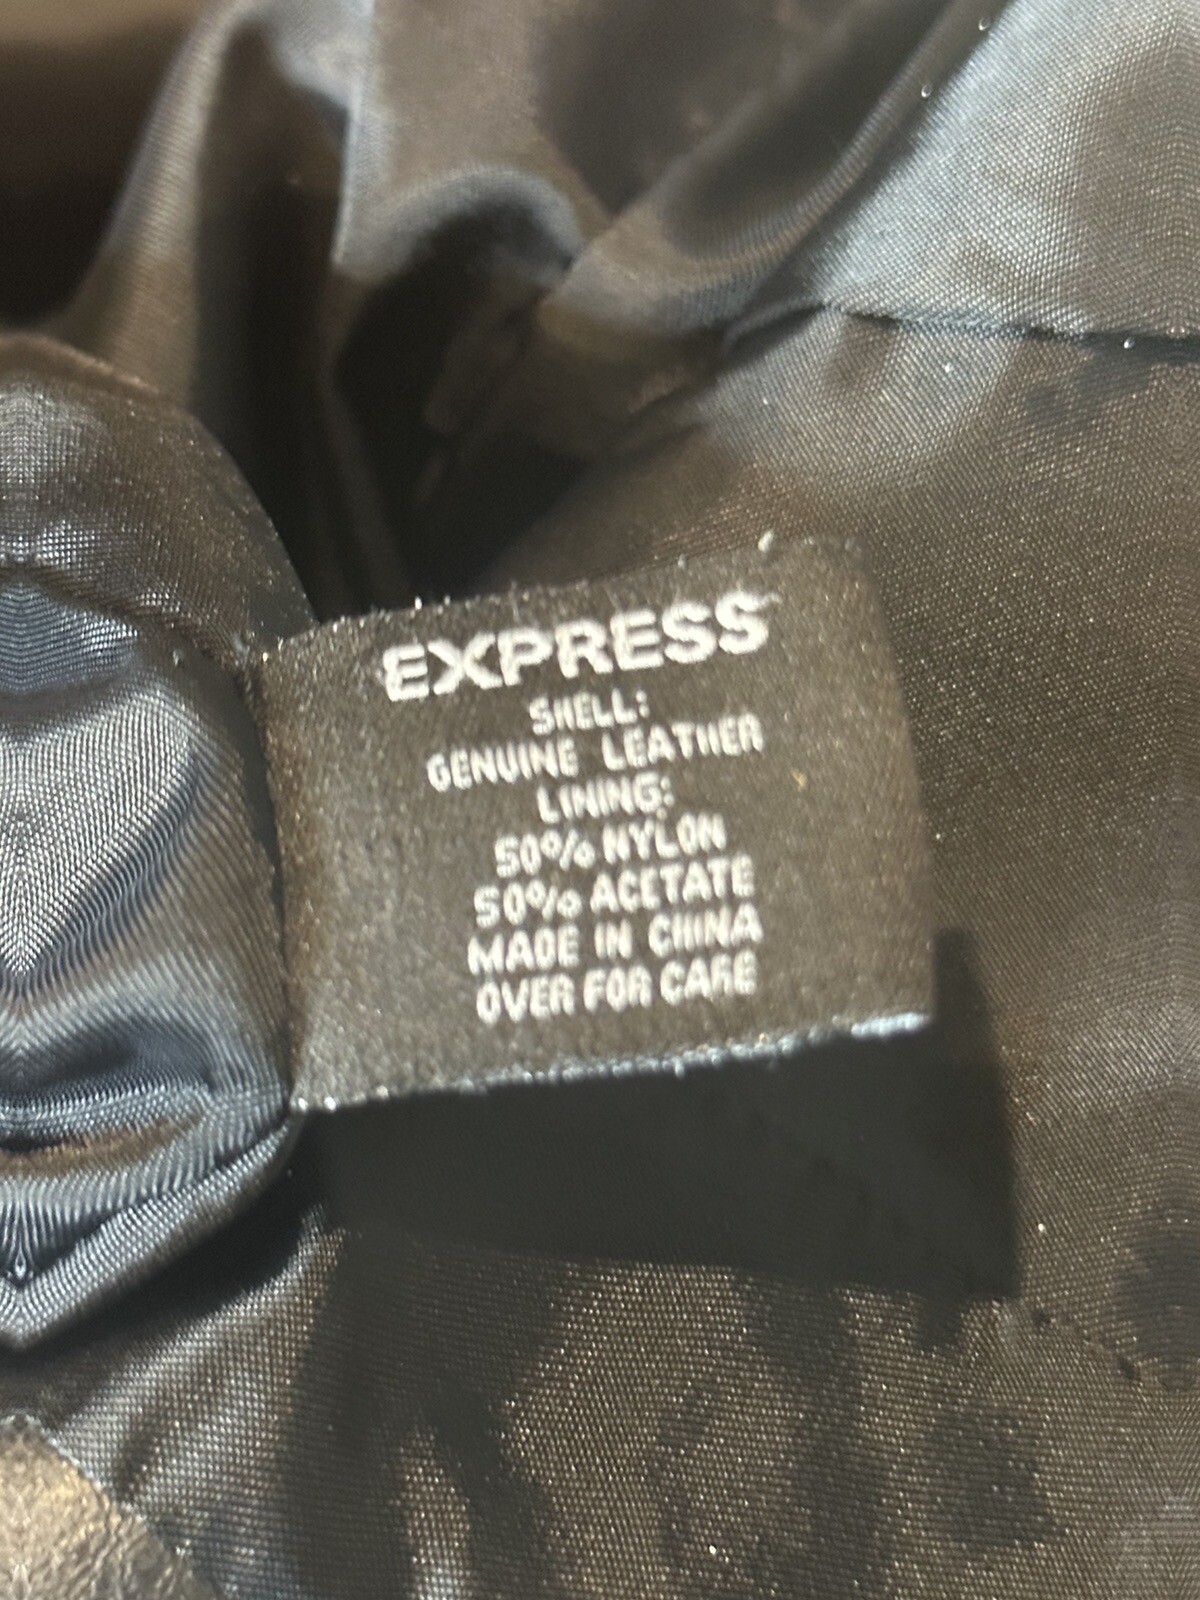 EXPRESS
SHELL:
GENUINE LEATHER
LINING:
50% NYLON
50% ACETATE
MADE IN CHINA
OVER FOR CARE